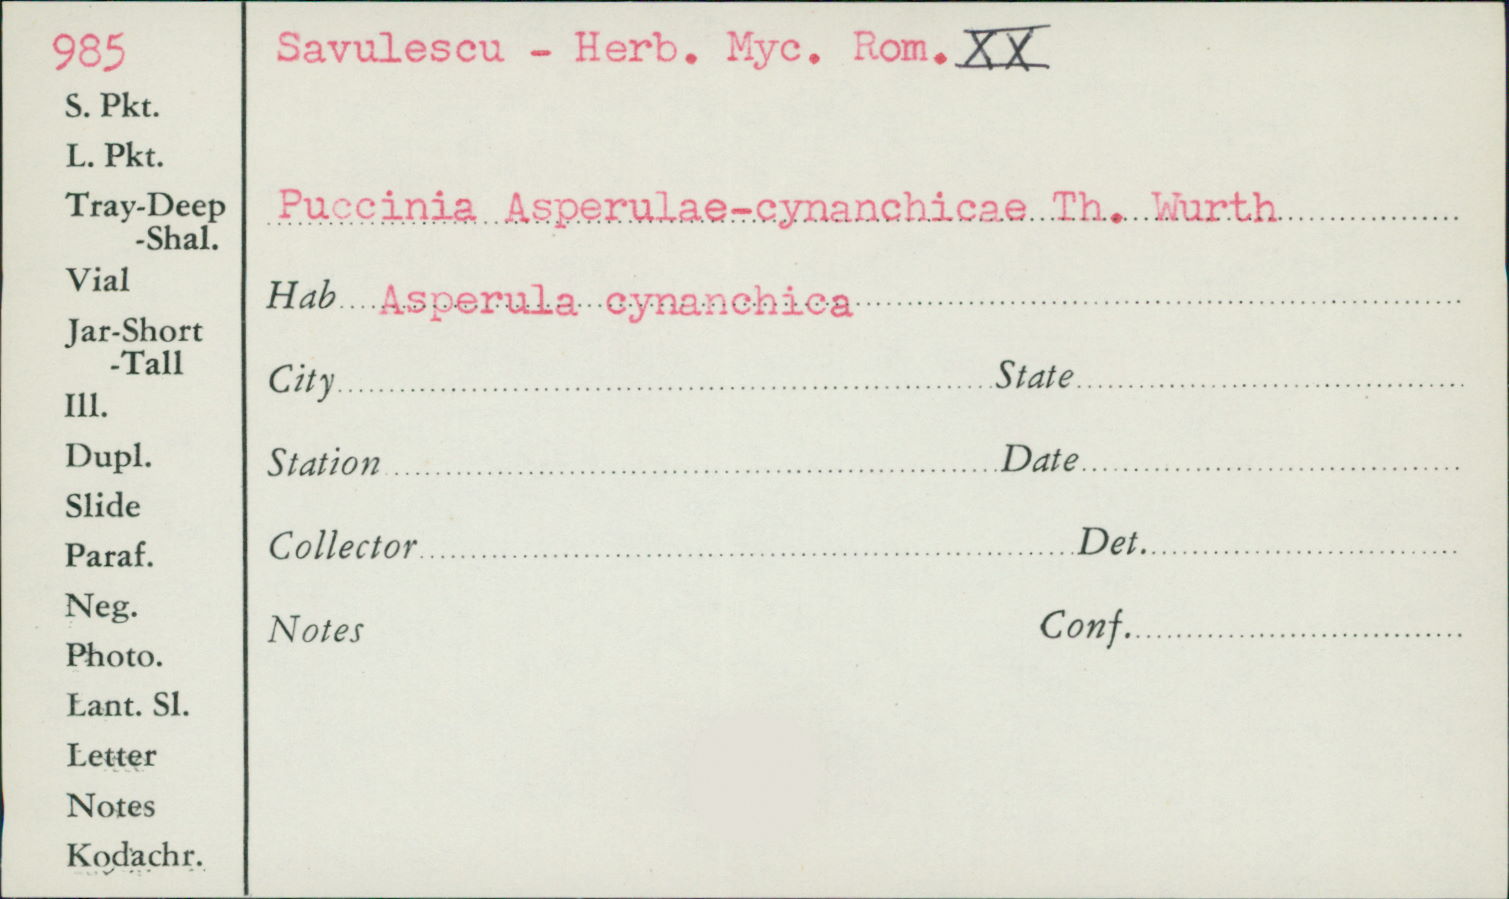 985
Savulescu - Herb. Myc. Rom. XX
S. Pkt.
L. Pkt.
Tray-Deep
-Shal.
Vial
Jar-Short
-Tall
Ill.
Dupl.
Slide
Paraf.
Neg.
Photo.
Lant. Sl.
Letter
Notes
Kodachr.
Puccinia Asperulae-cynanchicae Th. Wurth
Hab Asperula cynanchica
City State
Station Date
Collector Det.
Notes Conf.